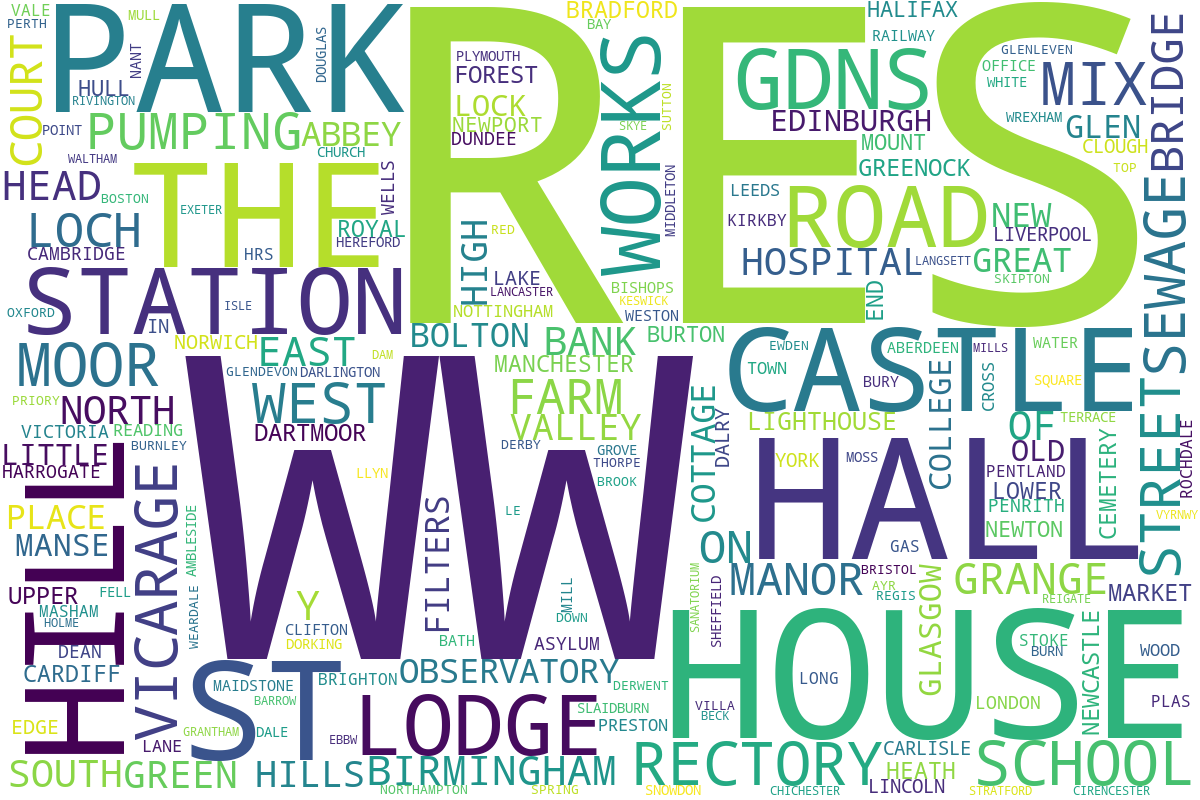 VALE
PERTH
MULL
PARK
DOUGLAS
NANT
HULL
RIVINGTON
COURT
POINT
PUMPING
ABBEY
CHURCH
WALTHAM
HEAD
BOSTON
THE
EXETER
WELLS
LOCH
CAMBRIDGE
HRS
ROYAL
HEREFORD
STATION
ISLE
OXFORD
IN
RES
PLYMOUTH
FOREST
LOCK
NEWPORT
DUNDEE
BRADFORD
BAY
WORKS
SKYE
SUTTON
MIDDLETON
HIGH
RED
LAKE
LANCASTER
NOTTINGHAM
BISHOPS
KESWICK
WESTON
HALIFAX
RAILWAY
GDNS
EDINBURGH
MOUNT
GREENOCK
LEEDS
KIRKBY
ROAD
HOSPITAL
LANGSETT
END
GLENLEVEN
OFFICE
WHITE
MIX
WREXHAM
GLEN
CLOUGH
TOP
BRIDGE
NEW
LIVERPOOL
GREAT
SKIPTON
SEWAGE
NORWICH
EAST
DAM
GLENDEVON
DARLINGTON
BOLTON
BANK
BURTON
MANCHESTER
MOOR
PRIORY
NORTH
VICTORIA
READING
BURNLEY
LITTLE
HARROGATE
WEST
DARTMOOR
FARM
VALLEY
DERBY
GROVE
THORPE
BROOK
LLYN
LE
WW
CASTLE
EWDEN
TOWN
ABERDEEN
MILLS
BURY
CROSS
WATER
SQUARE
TERRACE
STREET
LIGHTHOUSE
COLLEGE
COTTAGE
DALRY
YORK
MOSS
OF
OLD
PENTLAND
LOWER
PENRITH
NEWTON
CEMETERY
ROCHDALE
VYRNWY
HALL
GAS
HILL
PLACE
MANSE
UPPER
FELL
MASHAM
HOLME
DEAN
CARDIFF
EDGE
VICARAGE
AMBLESIDE
WEARDALE
LANE
FILTERS
Y
CLIFTON
DORKING
BATH
MILL
DOWN
ASYLUM
ON
MANOR
BRISTOL
AYR
REGIS
GRANGE
REIGATE
MARKET
SANATORIUM
SHEFFIELD
GLASGOW
HOUSE
STOKE
BURN
NEWCASTLE
WOOD
LONG
LONDON
PLAS
VILLA
BECK
ST
MAIDSTONE
BARROW
BRIGHTON
OBSERVATORY
DERWENT
GRANTHAM
DALE
EBBW
LODGE
SLAIDBURN
PRESTON
SOUTH
GREEN
HILLS
BIRMINGHAM
NORTHAMPTON
SPRING
RECTORY
SNOWDON
CHICHESTER
CARLISLE
HEATH
LINCOLN
SCHOOL
STRATFORD
CIRENCESTER